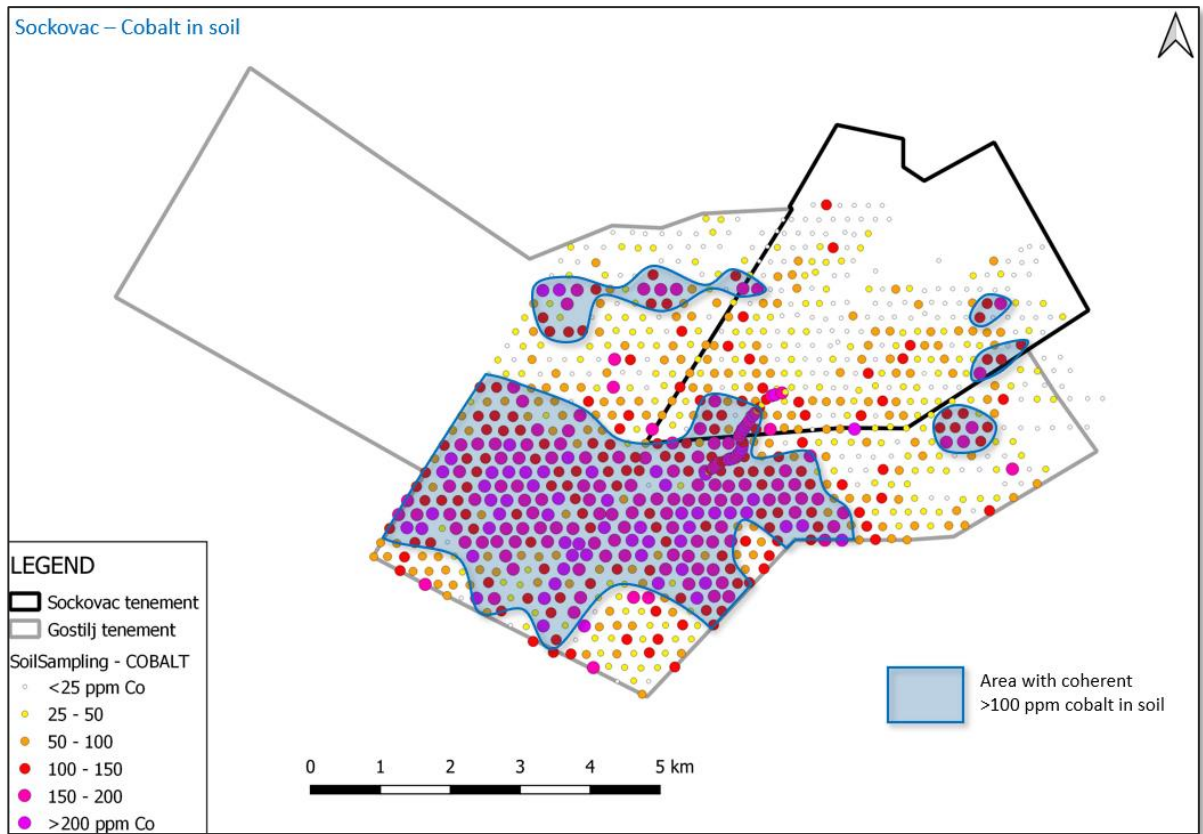 Sockovac – Cobalt in soil
LEGEND
Sockovac tenement
Gostilj tenement
SoilSampling - COBALT
<25 ppm Co
25 - 50
50 - 100
100 - 150
150 - 200
>200 ppm Co
0 1 2 3 4 5 km
Area with coherent
>100 ppm cobalt in soil